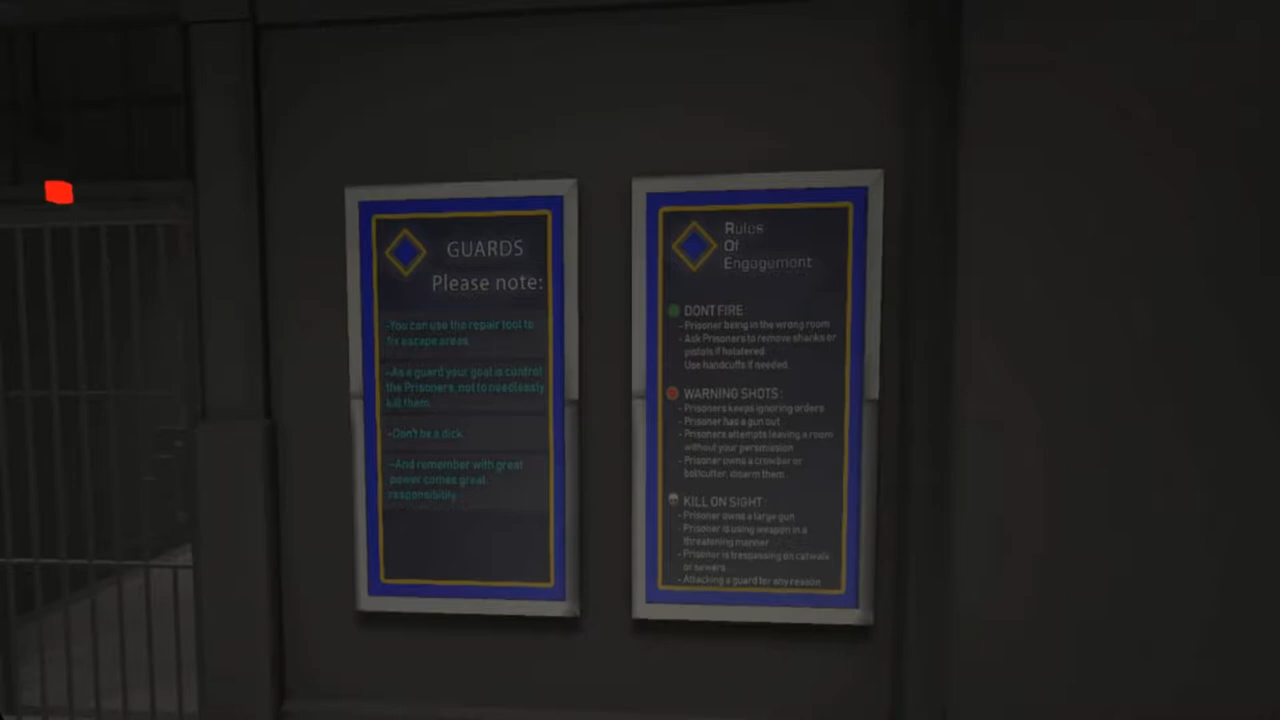 GUARDS
Please note:
-You can use the repair tool to
fix escape areas
-As a guard your goal is control
the Prisoners, not to needlessly
kill them.
-Don't be a dick.
-And remember with great
power comes great
responsibibly.
Rules
Of
Engagement
DONT FIRE
- Prisoner being in the wrong room
- Ask Prisoners to remove shanks or
pistols if holstered.
Use handcuffs if needed.
WARNING SHOTS:
- Prisoners keeps ignoring orders
- Prisoner has a gun out
- Prisoners attempts leaving a room
without your persmission
- Prisoner owns a crowbar or
boltcutter, disarm them.
KILL ON SIGHT:
- Prisoner owns a large gun
- Prisoner is using weapon in a
threatening manner
- Prisoner is trespassing on catwalk
or sewers
- Attacking a guard for any reason